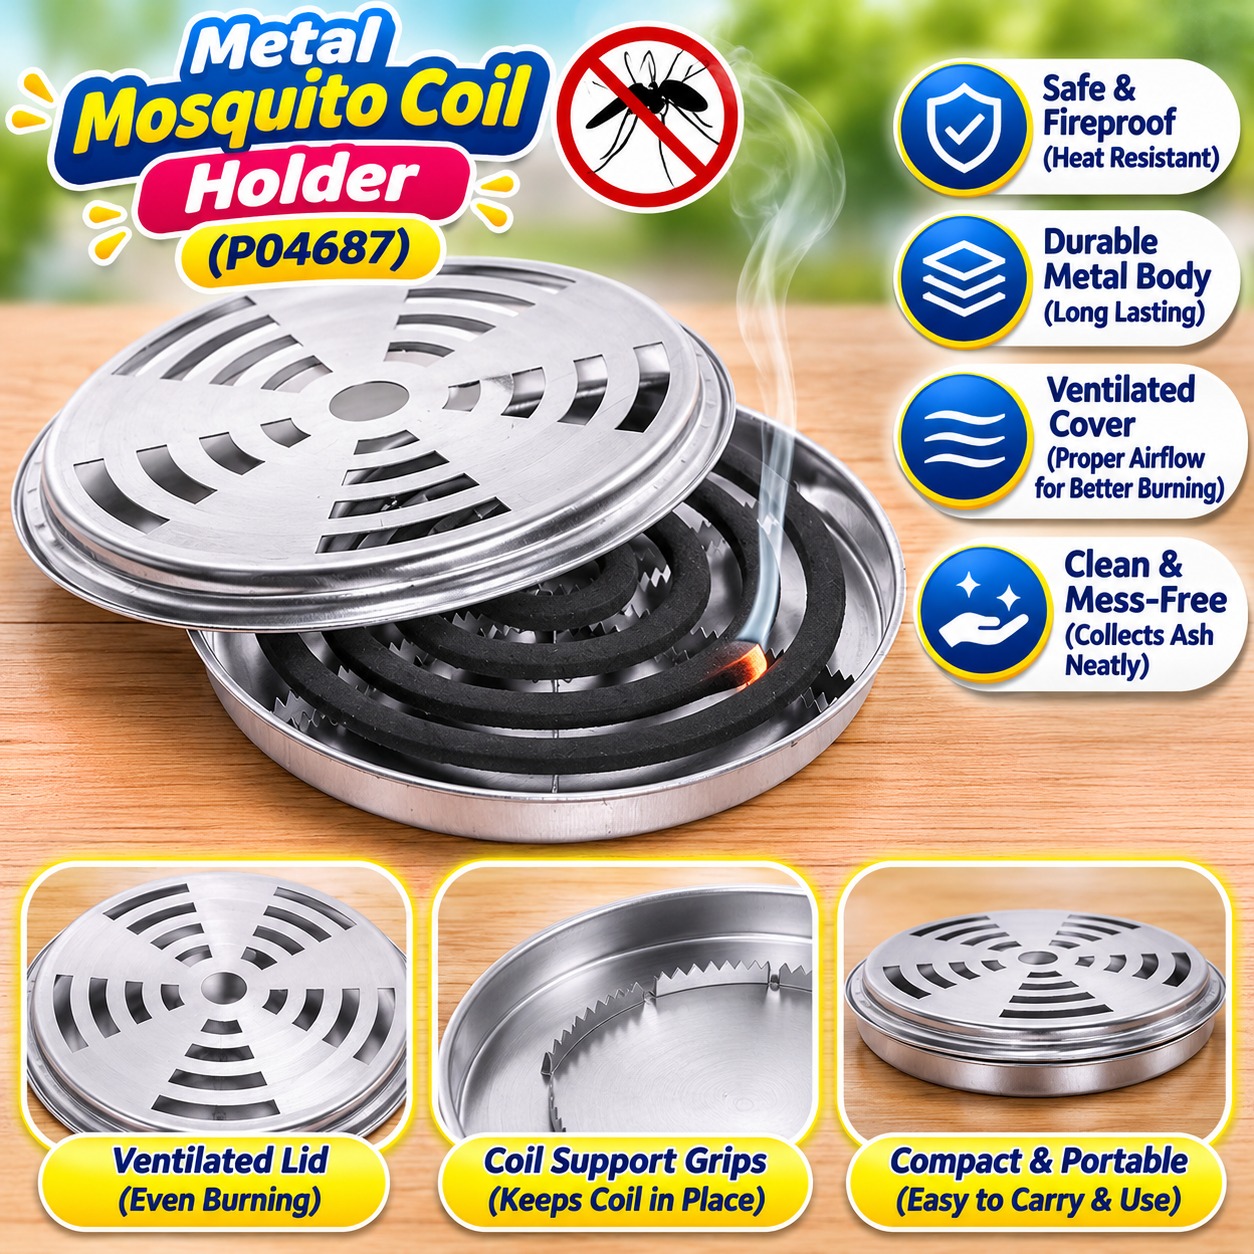 Metal
Mosquito Coil
Holder
(P04687)
Safe &
Fireproof
(Heat Resistant)
Durable
Metal Body
(Long Lasting)
Ventilated
Cover
(Proper Airflow
for Better Burning)
Clean &
Mess-Free
(Collects Ash
Neatly)
Ventilated Lid
(Even Burning)
Coil Support Grips
(Keeps Coil in Place)
Compact & Portable
(Easy to Carry & Use)